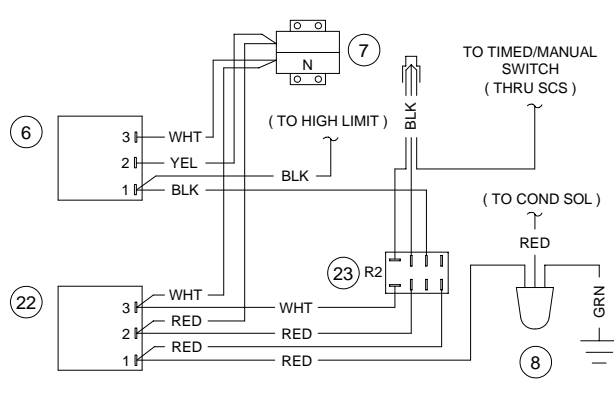 7
N
TO TIMED/MANUAL
SWITCH
( THRU SCS )
6
3
WHT
( TO HIGH LIMIT )
BLK
2
YEL
BLK
1
BLK
( TO COND SOL )
RED
23
R2
22
WHT
3
WHT
GRN
RED
2
RED
RED
1
RED
8